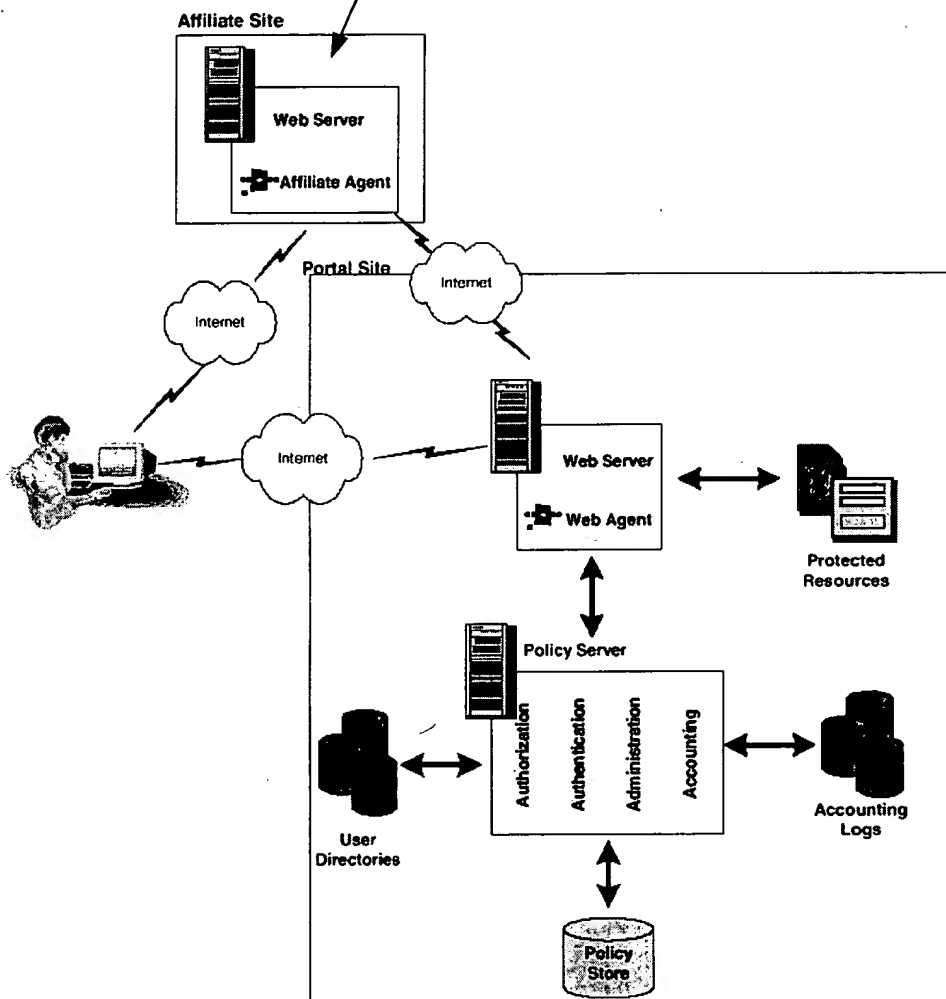 Affiliate Site
Web Server
Affiliate Agent
Portal Site
Internet
Internet
Internet
Web Server
Web Agent
Protected
Resources
Policy Server
Authorization
Authentication
Administration
Accounting
User
Directories
Accounting
Logs
Policy
Store